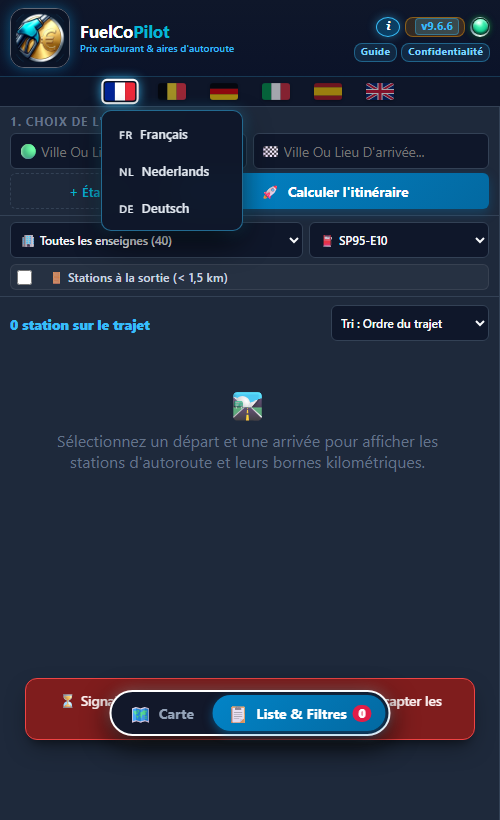 FuelCoPilot
Prix carburant & aires d'autoroute
i
v9.6.6
Guide
Confidentialité
1. CHOIX DE L
FR Français
NL Nederlands
DE Deutsch
Ville Ou Li
Ville Ou Lieu D'arrivée...
+ Éta
Calculer l'itinéraire
Toutes les enseignes (40)
SP95-E10
Stations à la sortie (< 1,5 km)
0 station sur le trajet
Tri : Ordre du trajet
Sélectionnez un départ et une arrivée pour afficher les
stations d'autoroute et leurs bornes kilométriques.
Signa
apter les
Carte
Liste & Filtres 0